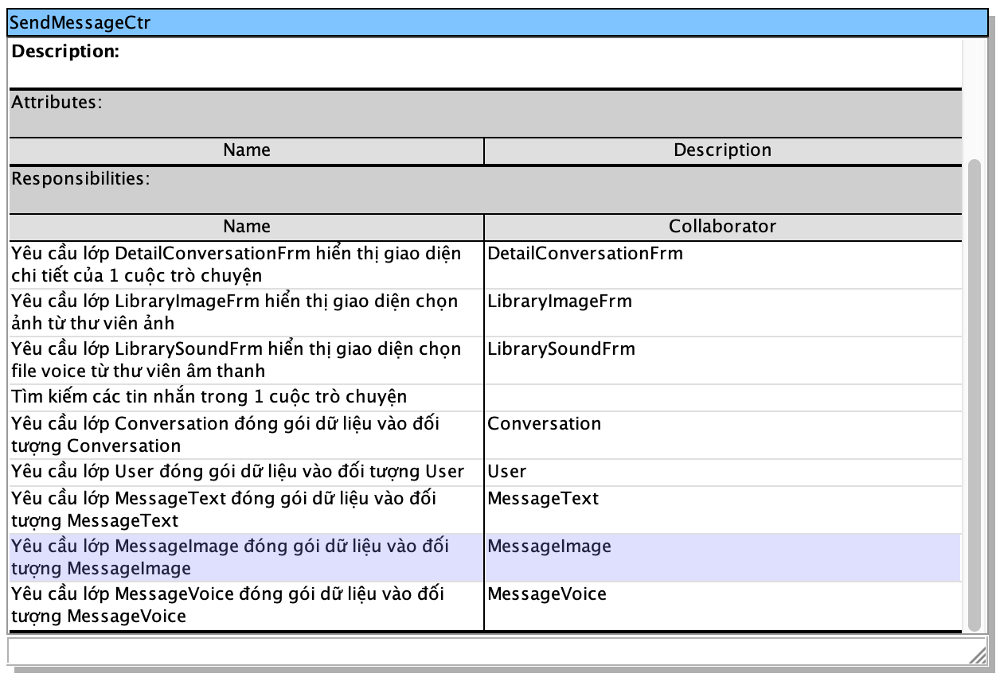 SendMessageCtr
Description:
Attributes:
Name Description
Responsibilities:
Name Collaborator
Yêu cầu lớp DetailConversationFrm hiển thị giao diện DetailConversationFrm
chi tiết của 1 cuộc trò chuyện
Yêu cầu lớp LibraryImageFrm hiển thị giao diện chọn LibraryImageFrm
ảnh từ thư viên ảnh
Yêu cầu lớp LibrarySoundFrm hiển thị giao diện chọn LibrarySoundFrm
file voice từ thư viên âm thanh
Tìm kiếm các tin nhắn trong 1 cuộc trò chuyện
Yêu cầu lớp Conversation đóng gói dữ liệu vào đối Conversation
tượng Conversation
Yêu cầu lớp User đóng gói dữ liệu vào đối tượng User User
Yêu cầu lớp MessageText đóng gói dữ liệu vào đối MessageText
tượng MessageText
Yêu cầu lớp MessageImage đóng gói dữ liệu vào đối MessageImage
tượng MessageImage
Yêu cầu lớp MessageVoice đóng gói dữ liệu vào đối MessageVoice
tượng MessageVoice